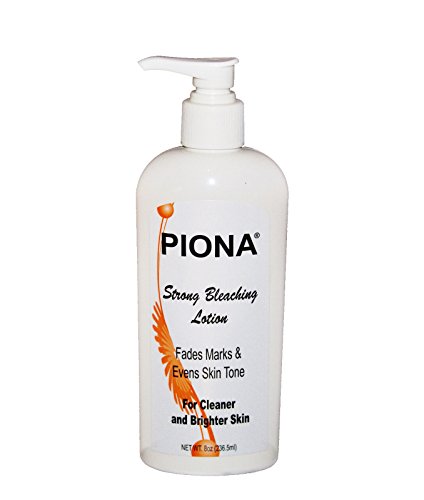 PIONA®
Strong Bleaching
Lotion
Fades Marks &
Evens Skin Tone
For Cleaner
and Brighter Skin
NET WT. 8oz (236.5ml)